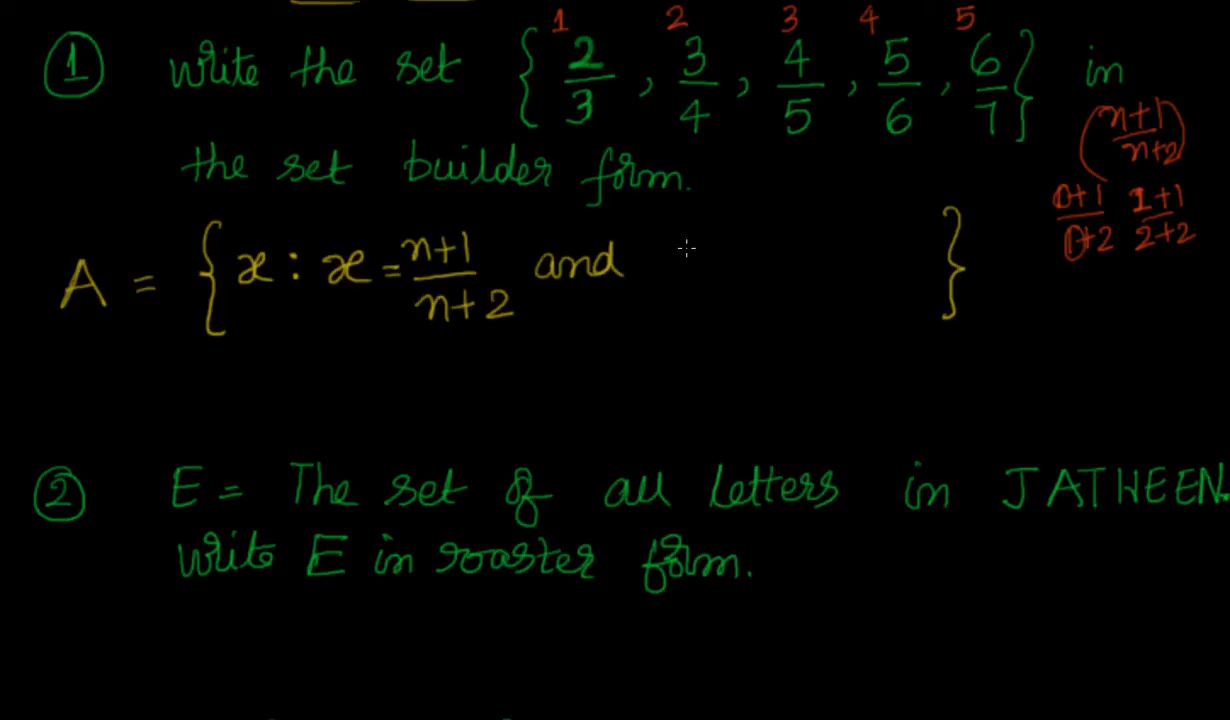 1 2 3 4 5
① Write the set { 2/3 , 3/4 , 4/5 , 5/6 , 6/7 } in
the set builder form.
(n+1/n+2)
1+1/1+2 1+1/2+2
A = { x : x = n+1/n+2 and }
② E = The set of all letters in JATHEEN.
Write E in roaster form.